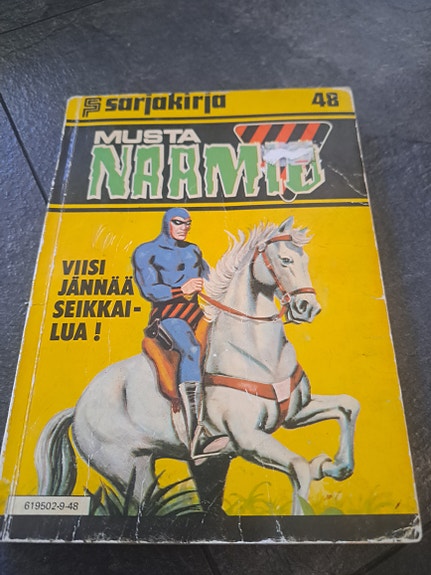 sarjakirja 48
MUSTA
NAAMIO
VIISI
JÄNNÄÄ
SEIKKAI-
LUA!
619502-9-48